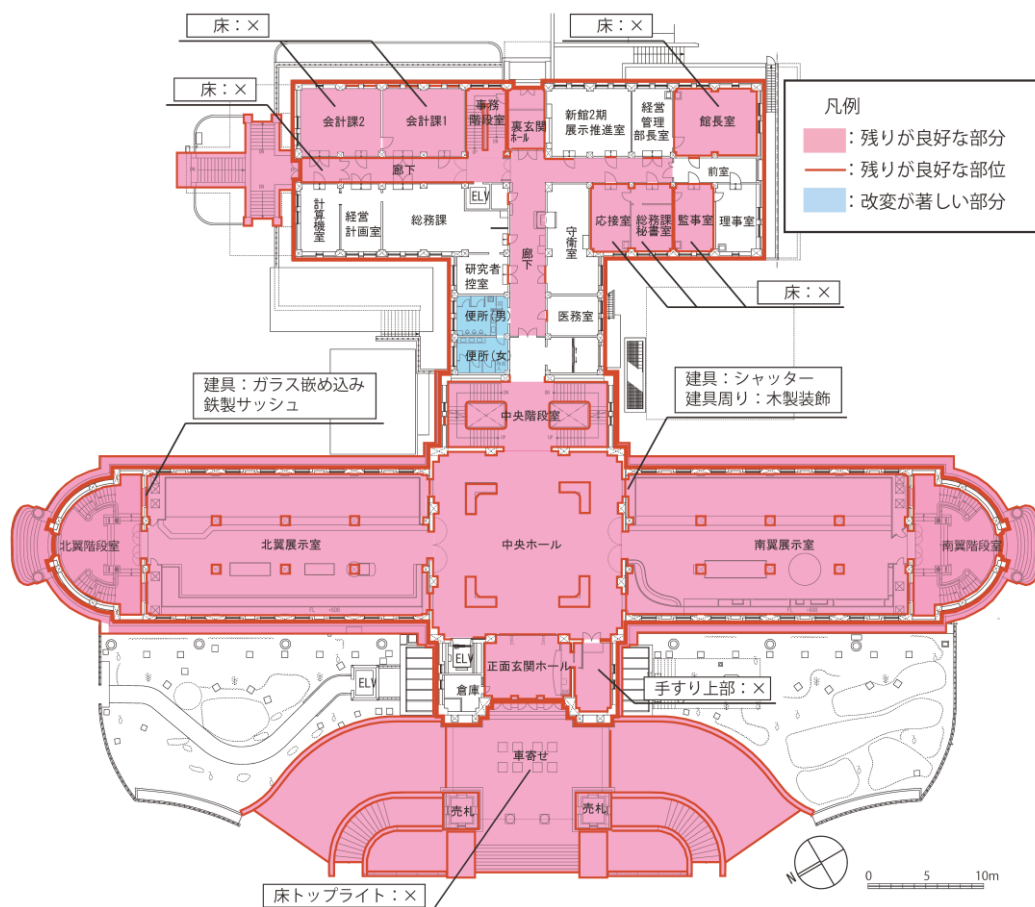 床：×
床：×
床：×
凡例
：残りが良好な部分
：残りが良好な部位
：改変が著しい部分
会計課2
会計課1
事務
階段室
裏玄関
ホール
新館2期
展示推進室
経営
管理
部長室
館長室
廊下
前室
計算機室
経営
計画室
総務課
ELV
廊下
守衛室
応接室
総務課
秘書室
監事室
理事室
研究者
控室
床：×
便所(男)
医務室
便所(女)
建具：ガラス嵌め込み
鉄製サッシュ
建具：シャッター
建具周り：木製装飾
中央階段室
北翼階段室
北翼展示室
中央ホール
南翼展示室
南翼階段室
ELV
正面玄関ホール
ELV
倉庫
手すり上部：×
車寄せ
売札
売札
床トップライト：×
N
0 5 10m